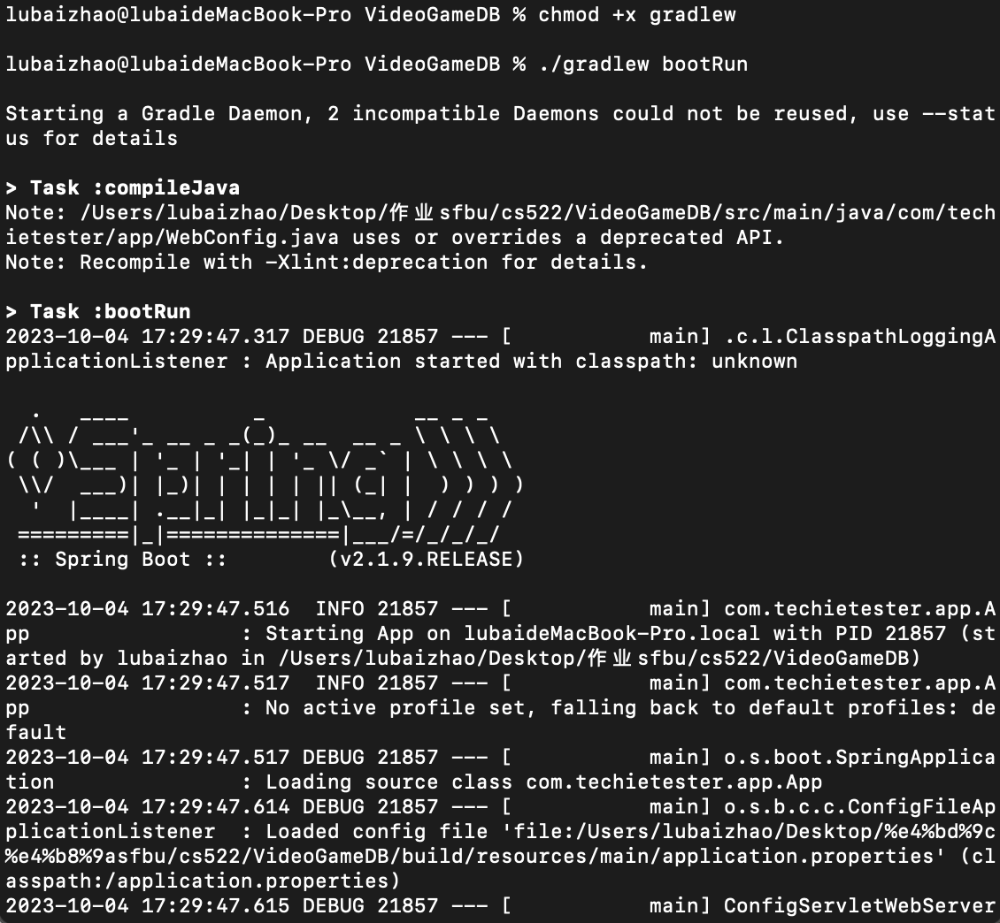 lubaizhao@lubaideMacBook-Pro VideoGameDB % chmod +x gradlew
lubaizhao@lubaideMacBook-Pro VideoGameDB % ./gradlew bootRun
Starting a Gradle Daemon, 2 incompatible Daemons could not be reused, use --stat
us for details
> Task :compileJava
Note: /Users/lubaizhao/Desktop/作业sfbu/cs522/VideoGameDB/src/main/java/com/tech
ietester/app/WebConfig.java uses or overrides a deprecated API.
Note: Recompile with -Xlint:deprecation for details.
> Task :bootRun
2023-10-04 17:29:47.317 DEBUG 21857 --- [           main] .c.l.ClasspathLoggingA
pplicationListener : Application started with classpath: unknown
  .   ____          _            __ _ _
 /\\ / ___'_ __ _ _(_)_ __  __ _ \ \ \ \
( ( )\___ | '_ | '_| | '_ \/ _` | \ \ \ \
 \\/  ___)| |_)| | | | | || (_| |  ) ) ) )
  '  |____| .__|_| |_|_| |_\__, | / / / /
 =========|_|==============|___/=/_/_/_/
 :: Spring Boot ::        (v2.1.9.RELEASE)
2023-10-04 17:29:47.516  INFO 21857 --- [           main] com.techietester.app.A
pp                 : Starting App on lubaideMacBook-Pro.local with PID 21857 (st
arted by lubaizhao in /Users/lubaizhao/Desktop/作业sfbu/cs522/VideoGameDB)
2023-10-04 17:29:47.517  INFO 21857 --- [           main] com.techietester.app.A
pp                 : No active profile set, falling back to default profiles: de
fault
2023-10-04 17:29:47.517 DEBUG 21857 --- [           main] o.s.boot.SpringApplica
tion               : Loading source class com.techietester.app.App
2023-10-04 17:29:47.614 DEBUG 21857 --- [           main] o.s.b.c.c.ConfigFileAp
plicationListener  : Loaded config file 'file:/Users/lubaizhao/Desktop/%e4%bd%9c
%e4%b8%9asfbu/cs522/VideoGameDB/build/resources/main/application.properties' (cl
asspath:/application.properties)
2023-10-04 17:29:47.615 DEBUG 21857 --- [           main] ConfigServletWebServer